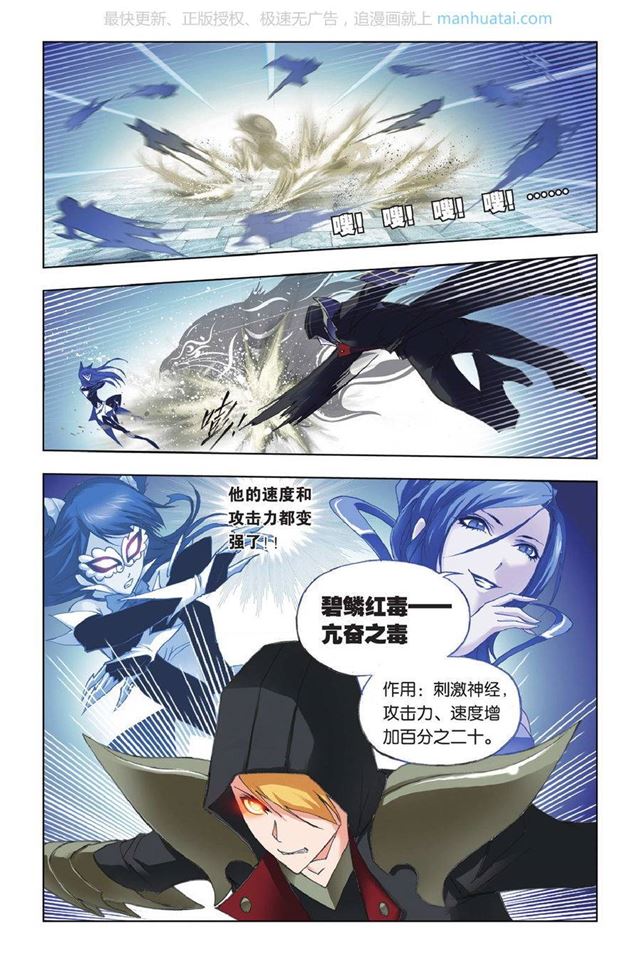 最快更新、正版授权、极速无广告，追漫画就上 manhuatai.com
嗖！嗖！嗖！嗖！……
嘭！！
他的速度和
攻击力都变
强了！！
碧鳞红毒——
亢奋之毒
作用：刺激神经，
攻击力、速度增
加百分之二十。